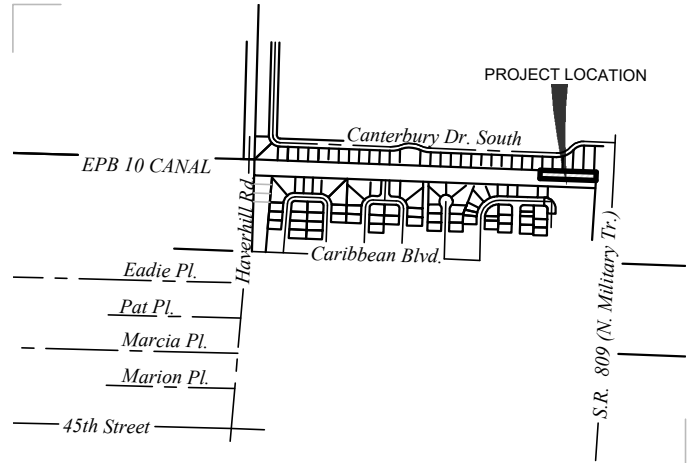 PROJECT LOCATION
Canterbury Dr. South
EPB 10 CANAL
Haverhill Rd
Caribbean Blvd.
Eadie Pl.
Pat Pl.
Marcia Pl.
Marion Pl.
45th Street
S.R. 809 (N. Military Tr.)